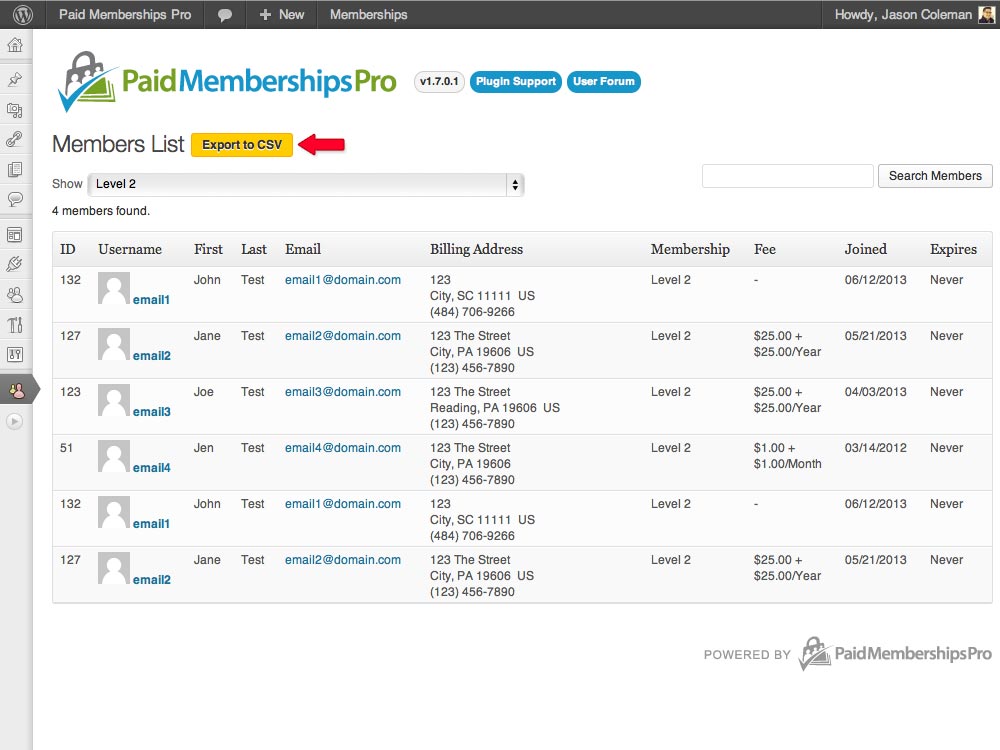 Paid Memberships Pro + New Memberships Howdy, Jason Coleman
PaidMembershipsPro v1.7.0.1 Plugin Support User Forum
Members List Export to CSV
Show Level 2 Search Members
4 members found.
ID Username First Last Email Billing Address Membership Fee Joined Expires
132 email1 John Test email1@domain.com 123 Level 2 - 06/12/2013 Never
City, SC 11111 US
(484) 706-9266
127 email2 Jane Test email2@domain.com 123 The Street Level 2 $25.00 + 05/21/2013 Never
City, PA 19606 US $25.00/Year
(123) 456-7890
123 email3 Joe Test email3@domain.com 123 The Street Level 2 $25.00 + 04/03/2013 Never
Reading, PA 19606 US $25.00/Year
(123) 456-7890
51 email4 Jen Test email4@domain.com 123 The Street Level 2 $1.00 + 03/14/2012 Never
City, PA 19606 $1.00/Month
(123) 456-7890
132 email1 John Test email1@domain.com 123 Level 2 - 06/12/2013 Never
City, SC 11111 US
(484) 706-9266
127 email2 Jane Test email2@domain.com 123 The Street Level 2 $25.00 + 05/21/2013 Never
City, PA 19606 US $25.00/Year
(123) 456-7890
POWERED BY PaidMembershipsPro